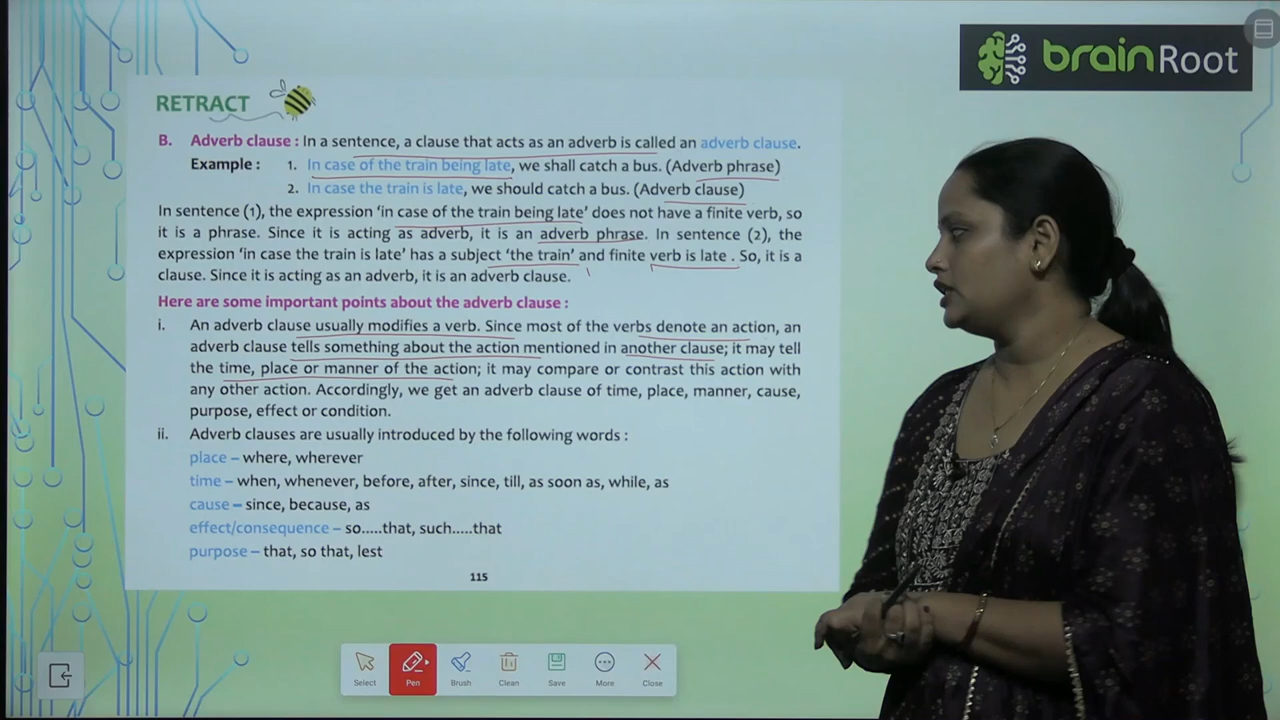 brainRoot
RETRACT
B. Adverb clause : In a sentence, a clause that acts as an adverb is called an adverb clause.
Example : 1. In case of the train being late, we shall catch a bus. (Adverb phrase)
2. In case the train is late, we should catch a bus. (Adverb clause)
In sentence (1), the expression ‘in case of the train being late’ does not have a finite verb, so
it is a phrase. Since it is acting as adverb, it is an adverb phrase. In sentence (2), the
expression ‘in case the train is late’ has a subject ‘the train’ and finite verb is late . So, it is a
clause. Since it is acting as an adverb, it is an adverb clause.
Here are some important points about the adverb clause :
i. An adverb clause usually modifies a verb. Since most of the verbs denote an action, an
adverb clause tells something about the action mentioned in another clause; it may tell
the time, place or manner of the action; it may compare or contrast this action with
any other action. Accordingly, we get an adverb clause of time, place, manner, cause,
purpose, effect or condition.
ii. Adverb clauses are usually introduced by the following words :
place – where, wherever
time – when, whenever, before, after, since, till, as soon as, while, as
cause – since, because, as
effect/consequence – so.....that, such.....that
purpose – that, so that, lest
115
Select Pen Brush Clean Save More Close